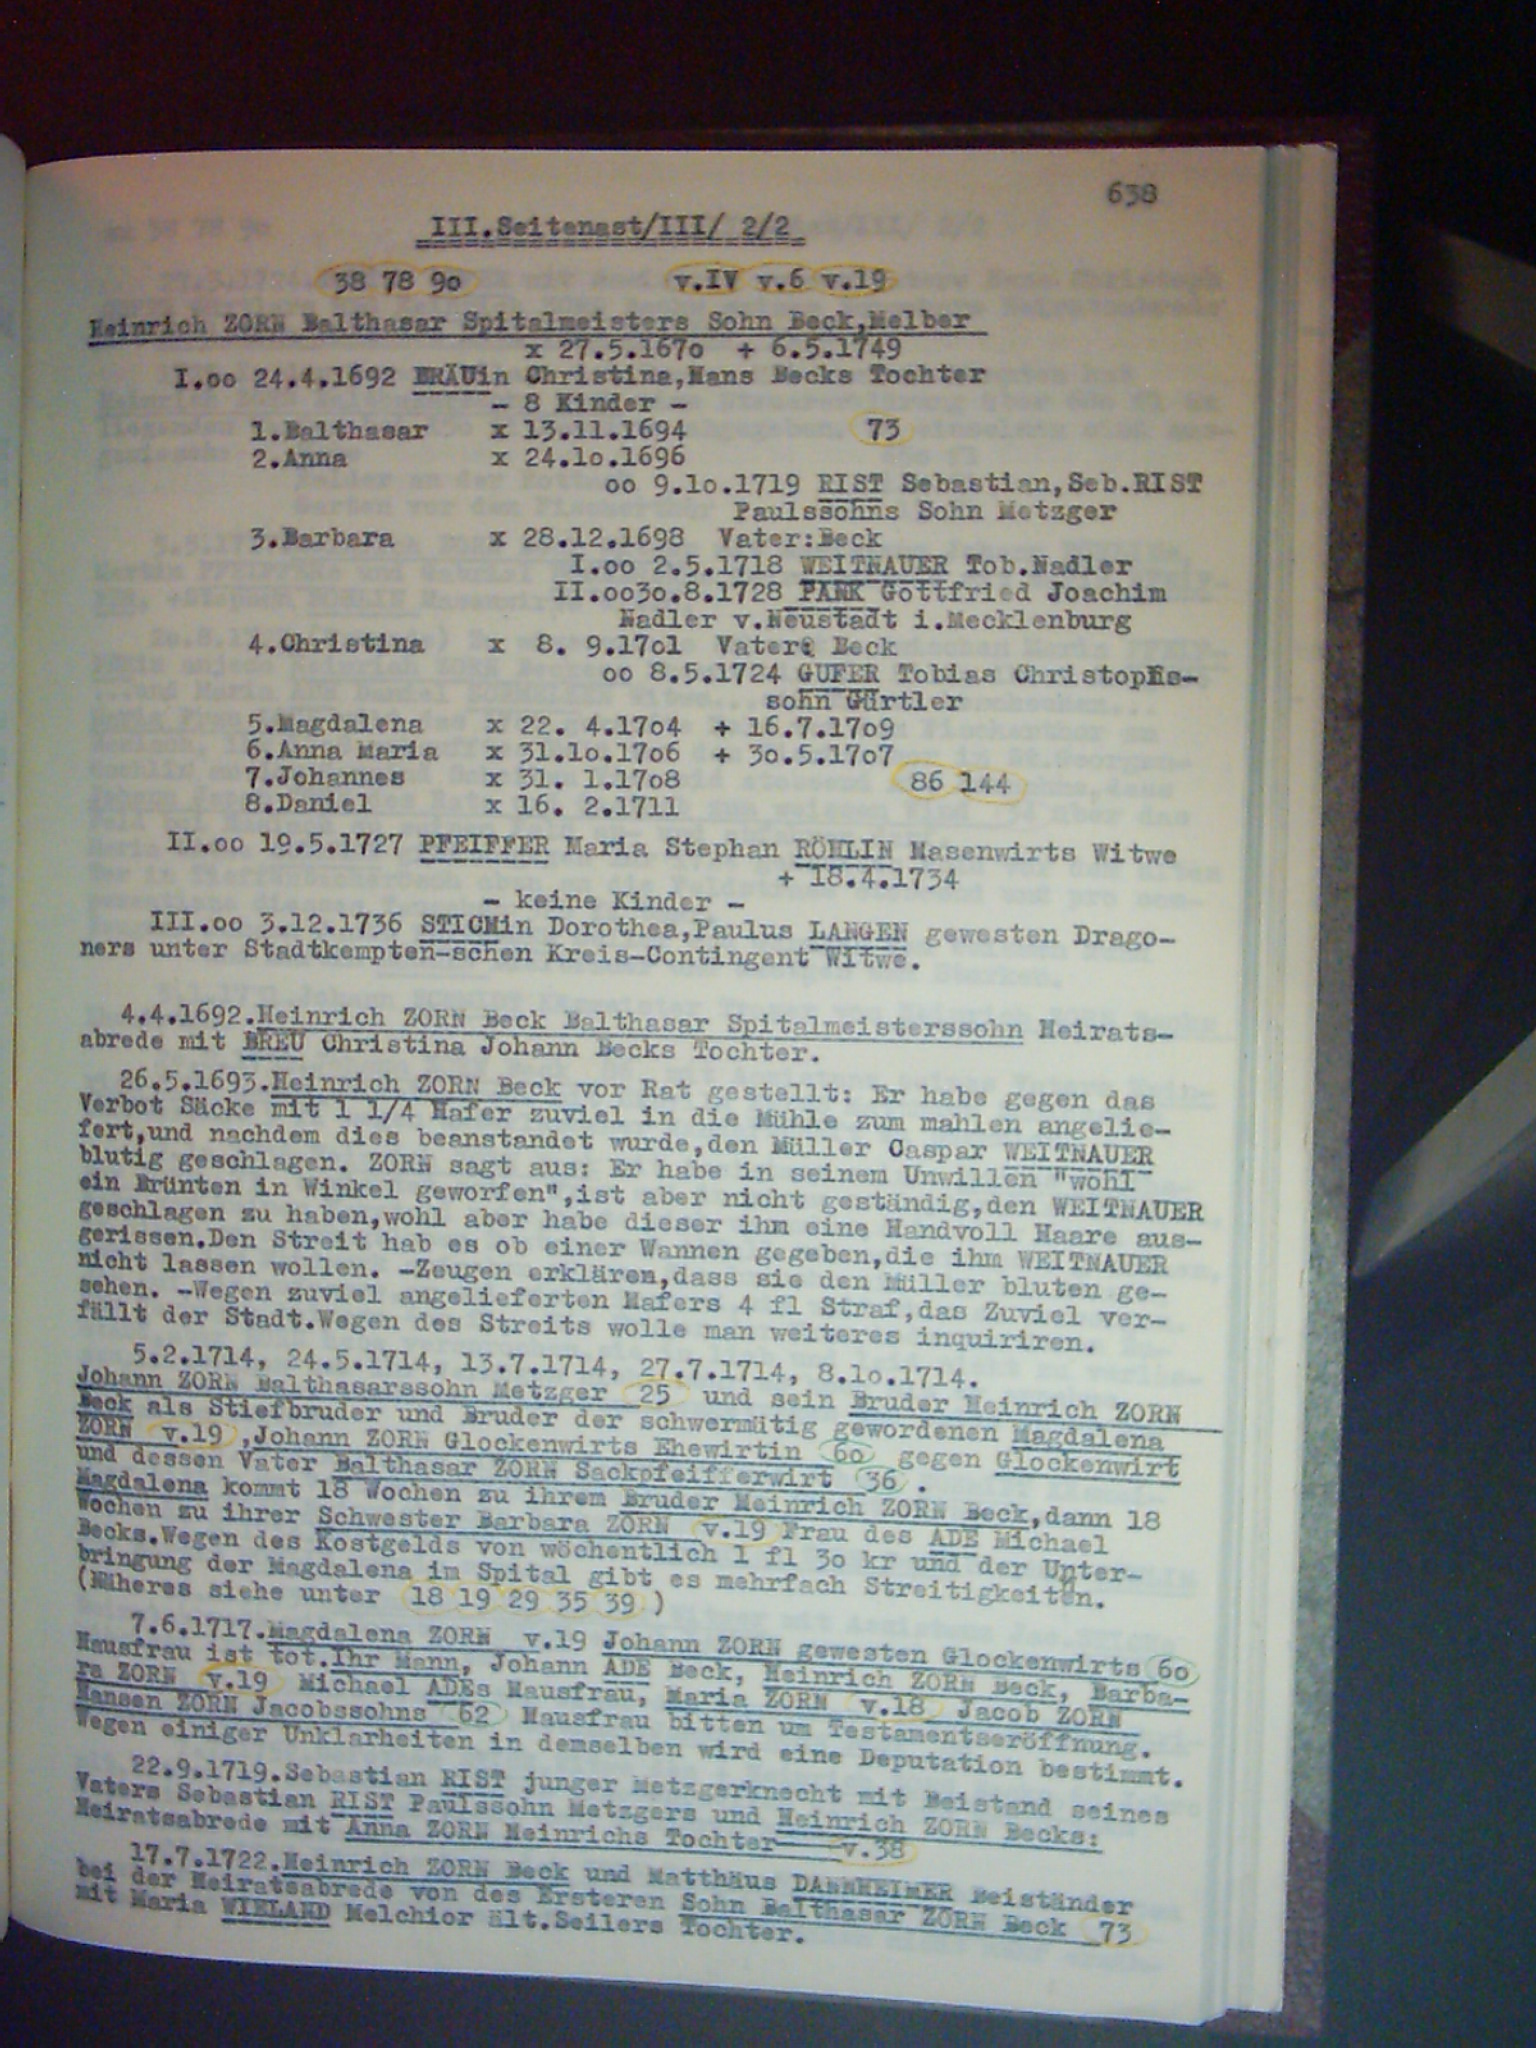 638
III.Seitenast/III/ 2/2
38 78 9o v.IV v.6 v.19
Heinrich ZORN Balthasar Spitalmeisters Sohn Beck,Melber
x 27.5.167o + 6.5.1749
I.oo 24.4.1692 BRÄUin Christina,Hans Becks Tochter
- 8 Kinder -
1.Balthasar x 13.11.1694 73
2.Anna x 24.1o.1696
oo 9.1o.1719 RIST Sebastian,Seb.RIST
Paulssohns Sohn Metzger
3.Barbara x 28.12.1698 Vater:Beck
I.oo 2.5.1718 WEITNAUER Tob.Nadler
II.oo3o.8.1728 PANK Gottfried Joachim
Nadler v.Neustadt i.Mecklenburg
4.Christina x 8. 9.17o1 Vater: Beck
oo 8.5.1724 GUFER Tobias Christophs-
sohn Gürtler
5.Magdalena x 22. 4.17o4 + 16.7.17o9
6.Anna Maria x 31.1o.17o6 + 3o.5.17o7
7.Johannes x 31. 1.17o8 86 144
8.Daniel x 16. 2.1711
II.oo 19.5.1727 PFEIFFER Maria Stephan RÖHLIN Hasenwirts Witwe
+ 18.4.1734
- keine Kinder -
III.oo 3.12.1736 STICHin Dorothea,Paulus LANGEN gewesten Drago-
ners unter Stadtkempten-schen Kreis-Contingent Witwe.
4.4.1692.Heinrich ZORN Beck Balthasar Spitalmeisterssohn Heirats-
abrede mit BREU Christina Johann Becks Tochter.
26.5.1693.Heinrich ZORN Beck vor Rat gestellt: Er habe gegen das
Verbot Säcke mit 1 1/4 Hafer zuviel in die Mühle zum mahlen angelie-
fert,und nachdem dies beanstandet wurde,den Müller Caspar WEITNAUER
blutig geschlagen. ZORN sagt aus: Er habe in seinem Unwillen "wohl
ein Brünten in Winkel geworfen",ist aber nicht geständig,den WEITNAUER
geschlagen zu haben,wohl aber habe dieser ihm eine Handvoll Haare aus-
gerissen.Den Streit hab es ob einer Wannen gegeben,die ihm WEITNAUER
nicht lassen wollen. -Zeugen erklären,dass sie den Müller bluten ge-
sehen. -Wegen zuviel angelieferten Hafers 4 fl Straf,das Zuviel ver-
fällt der Stadt.Wegen des Streits wolle man weiteres inquiriren.
5.2.1714, 24.5.1714, 13.7.1714, 27.7.1714, 8.1o.1714.
Johann ZORN Balthasarssohn Metzger 25 und sein Bruder Heinrich ZORN
Beck als Stiefbruder und Bruder der schwermütig gewordenen Magdalena
ZORN v.19 ,Johann ZORN Glockenwirts Ehewirtin 6o gegen Glockenwirt
und dessen Vater Balthasar ZORN Sackpfeifferwirt 36 .
Magdalena kommt 18 Wochen zu ihrem Bruder Heinrich ZORN Beck,dann 18
Wochen zu ihrer Schwester Barbara ZORN v.19 Frau des ADE Michael
Becks.Wegen des Kostgelds von wöchentlich 1 fl 3o kr und der Unter-
bringung der Magdalena im Spital gibt es mehrfach Streitigkeiten.
(Näheres siehe unter 18 19 29 35 39 )
7.6.1717.Magdalena ZORN v.19 Johann ZORN gewesten Glockenwirts 6o
Hausfrau ist tot.Ihr Mann, Johann ADE Beck, Heinrich ZORN Beck, Barba-
ra ZORN v.19 Michael ADEs Hausfrau, Maria ZORN v.18 Jacob ZORN
Hansen ZORN Jacobssohns 62 Hausfrau bitten um Testamentseröffnung.
Wegen einiger Unklarheiten in demselben wird eine Deputation bestimmt.
22.9.1719.Sebastian RIST junger Metzgerknecht mit Beistand seines
Vaters Sebastian RIST Paulssohn Metzgers und Heinrich ZORN Becks:
Heiratsabrede mit Anna ZORN Heinrichs Tochter v.38
17.7.1722.Heinrich ZORN Beck und Matthäus DANNHEIMER Beiständer
bei der Heiratsabrede von des Ersteren Sohn Balthasar ZORN Beck 73
mit Maria WIELAND Melchior ält.Seilers Tochter.